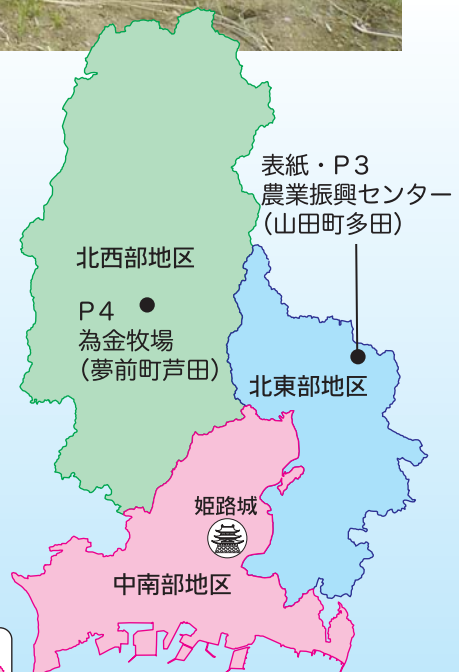 表紙・P3
農業振興センター
(山田町多田)
北西部地区
P4
為金牧場
(夢前町芦田)
北東部地区
姫路城
中南部地区